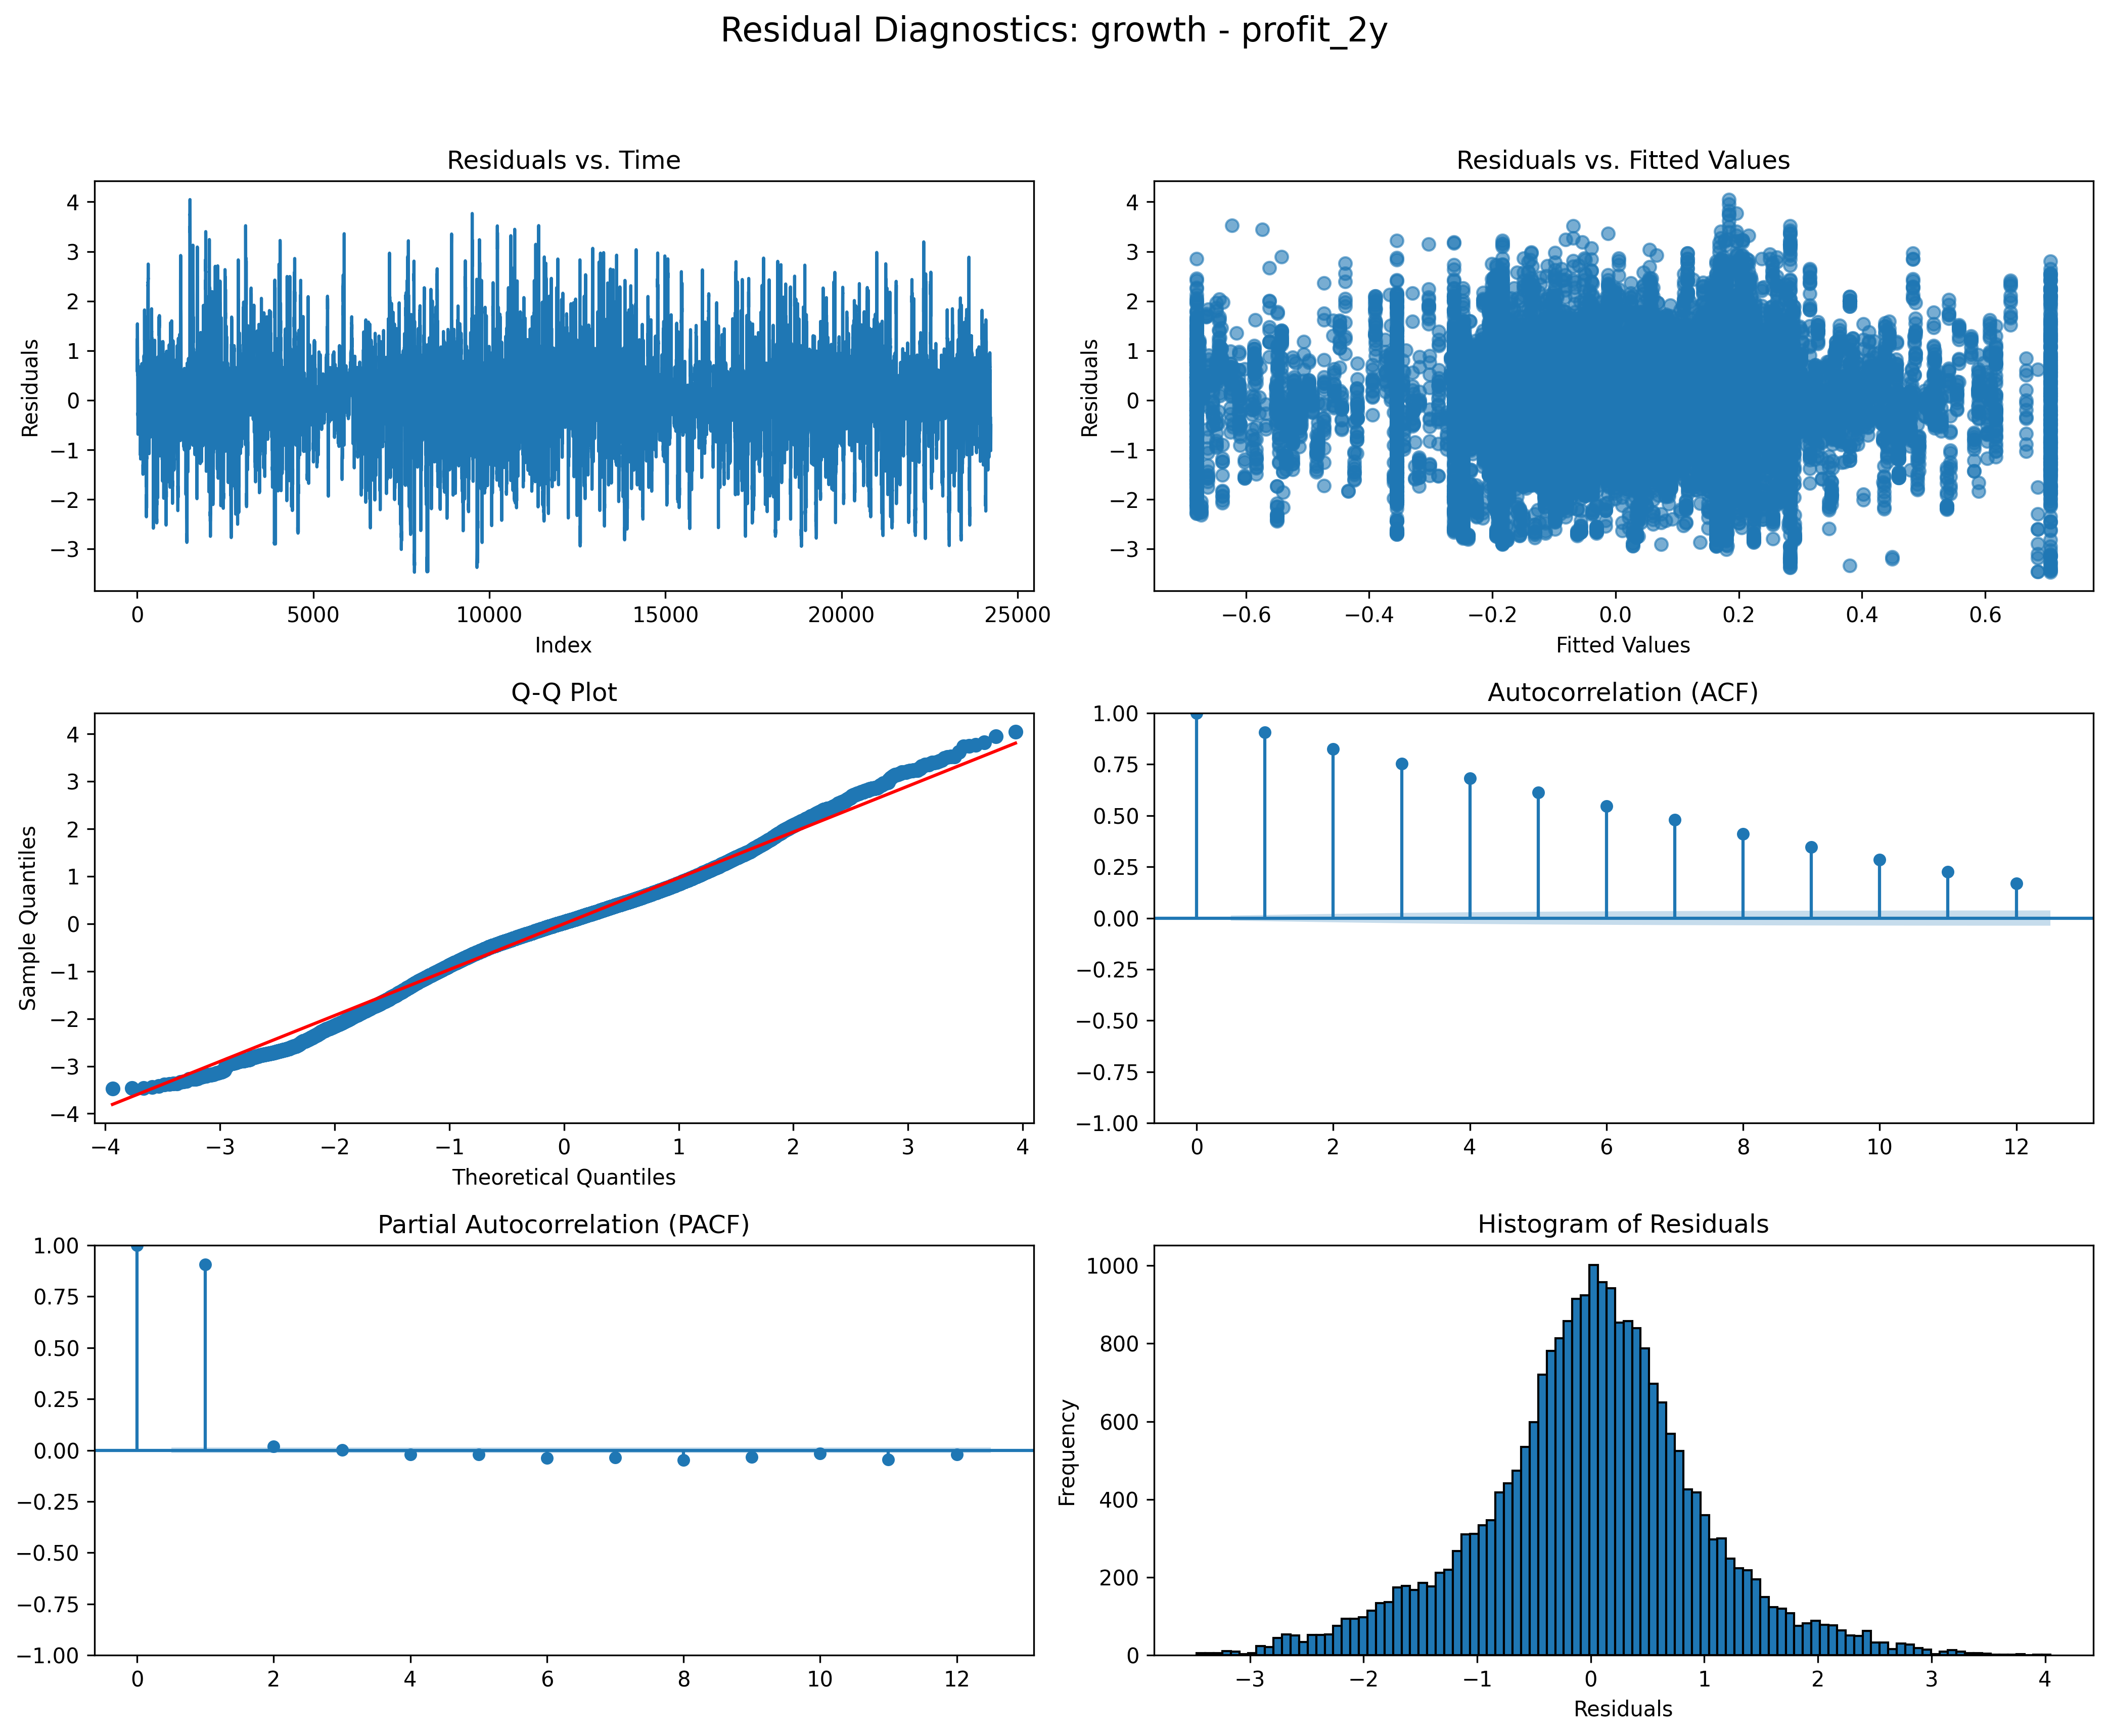 Residual Diagnostics: growth - profit_2y
Residuals vs. Time
4
3
2
1
0
−1
−2
−3
Residuals
0 5000 10000 15000 20000 25000
Index
Residuals vs. Fitted Values
4
3
2
1
0
−1
−2
−3
Residuals
−0.6 −0.4 −0.2 0.0 0.2 0.4 0.6
Fitted Values
Q-Q Plot
4
3
2
1
0
−1
−2
−3
−4
Sample Quantiles
−4 −3 −2 −1 0 1 2 3 4
Theoretical Quantiles
Autocorrelation (ACF)
1.00
0.75
0.50
0.25
0.00
−0.25
−0.50
−0.75
−1.00
0 2 4 6 8 10 12
Partial Autocorrelation (PACF)
1.00
0.75
0.50
0.25
0.00
−0.25
−0.50
−0.75
−1.00
0 2 4 6 8 10 12
Histogram of Residuals
1000
800
600
400
200
0
Frequency
−3 −2 −1 0 1 2 3 4
Residuals